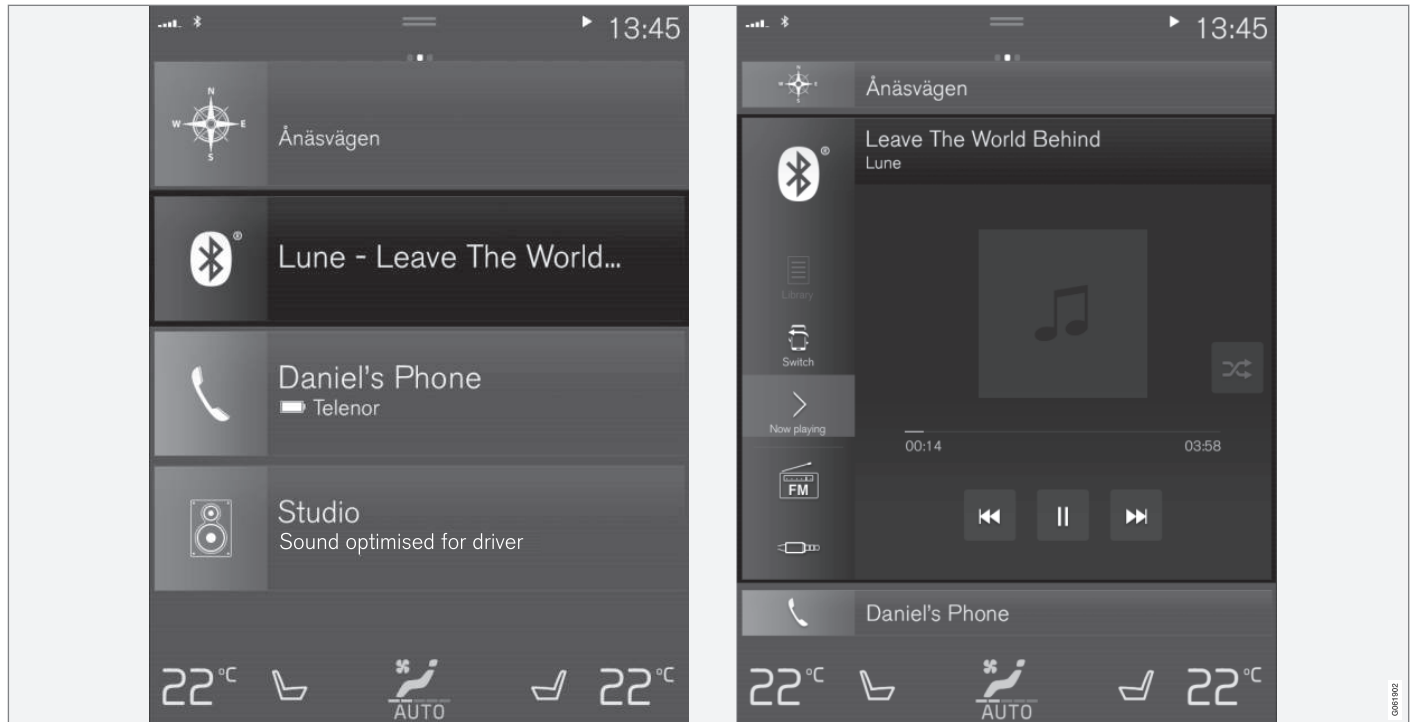 13:45
N
W E
S
Ånäsvägen
®
Lune - Leave The World...
Daniel's Phone
Telenor
Studio
Sound optimised for driver
22°C
AUTO
22°C
13:45
W E
Ånäsvägen
®
Leave The World Behind
Lune
Library
Switch
Now playing
00:14
03:58
FM
Daniel's Phone
22°C
AUTO
22°C
G061902